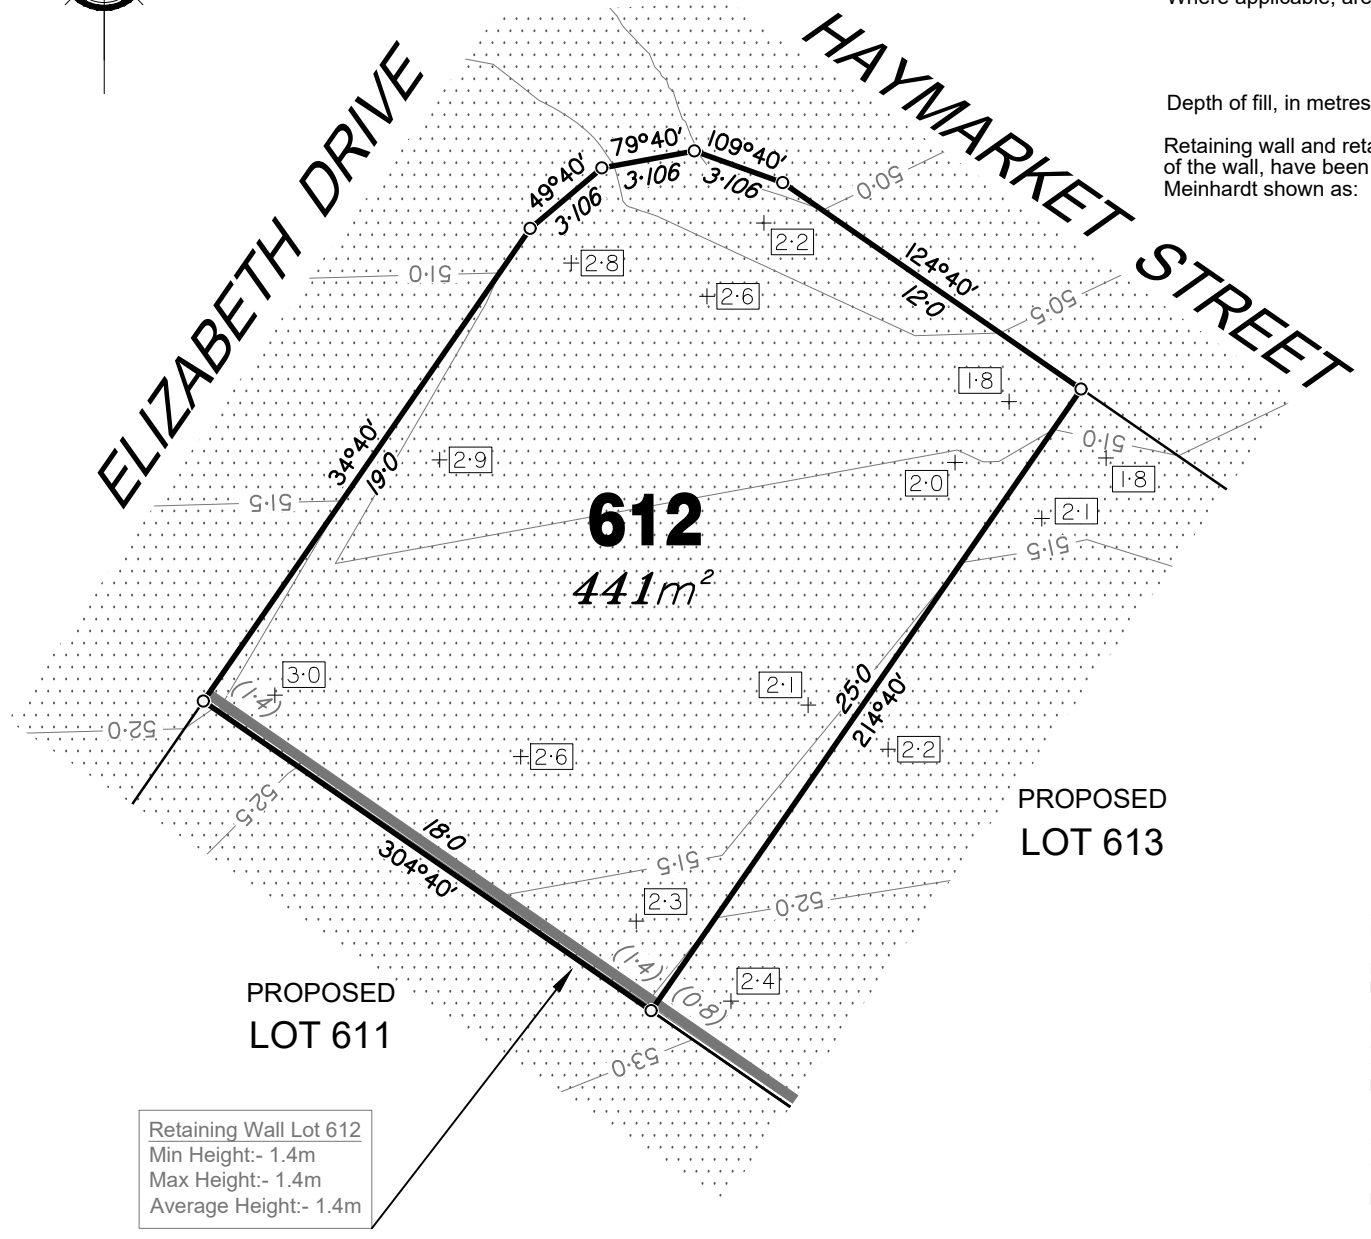 Where applicable, are
Depth of fill, in metres
Retaining wall and reta
of the wall, have been
Meinhardt shown as:
ELIZABETH DRIVE
HAYMARKET STREET
49°40'
3·106
79°40'
3·106
109°40'
3·106
50·0
2·2
2·8
51·0
2·6
124°40'
12·0
50·5
1·8
51·0
34°40'
19·0
2·9
2·0
1·8
51·5
2·1
51·5
612
441m²
3·0
(1·4)
52·0
2·1
25·0
214°40'
2·6
2·2
52·5
PROPOSED
LOT 613
18·0
304°40'
51·5
2·3
52·0
(1·4)
2·4
(0·8)
PROPOSED
LOT 611
53·0
Retaining Wall Lot 612
Min Height:- 1.4m
Max Height:- 1.4m
Average Height:- 1.4m